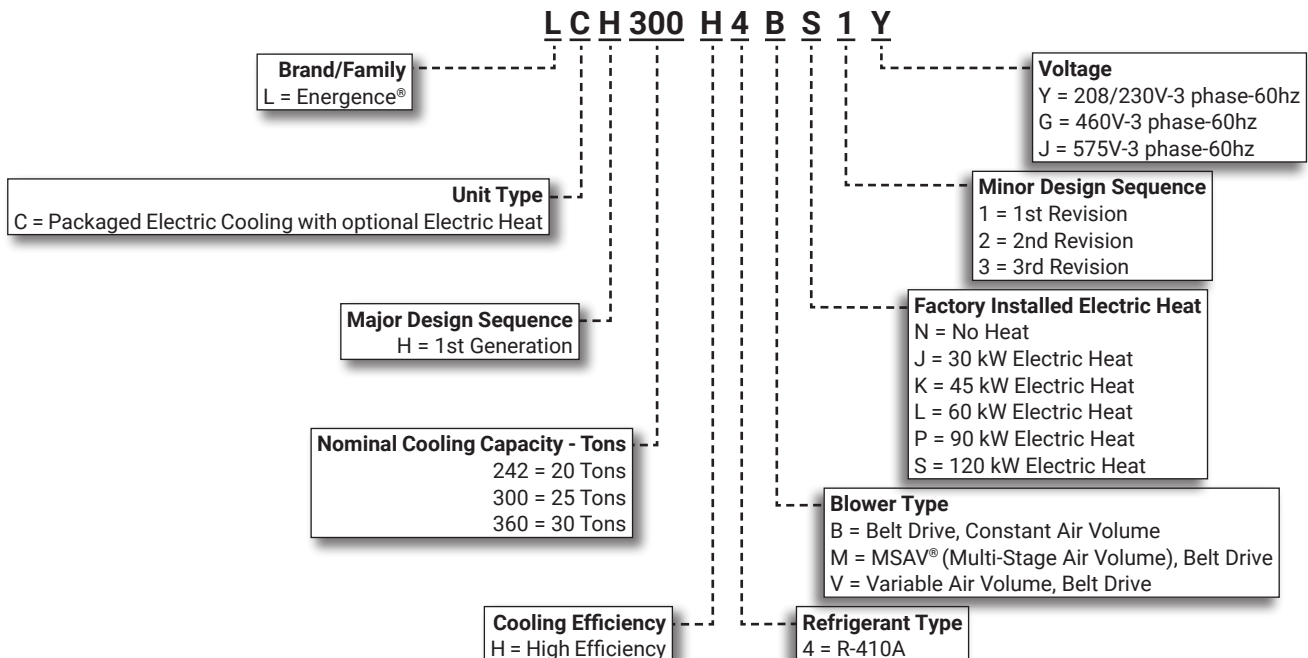 L C H 300 H 4 B S 1 Y
Brand/Family
L = Energence®
Voltage
Y = 208/230V-3 phase-60hz
G = 460V-3 phase-60hz
J = 575V-3 phase-60hz
Unit Type
C = Packaged Electric Cooling with optional Electric Heat
Minor Design Sequence
1 = 1st Revision
2 = 2nd Revision
3 = 3rd Revision
Major Design Sequence
H = 1st Generation
Factory Installed Electric Heat
N = No Heat
J = 30 kW Electric Heat
K = 45 kW Electric Heat
L = 60 kW Electric Heat
P = 90 kW Electric Heat
S = 120 kW Electric Heat
Nominal Cooling Capacity - Tons
242 = 20 Tons
300 = 25 Tons
360 = 30 Tons
Blower Type
B = Belt Drive, Constant Air Volume
M = MSAV® (Multi-Stage Air Volume), Belt Drive
V = Variable Air Volume, Belt Drive
Cooling Efficiency
H = High Efficiency
Refrigerant Type
4 = R-410A